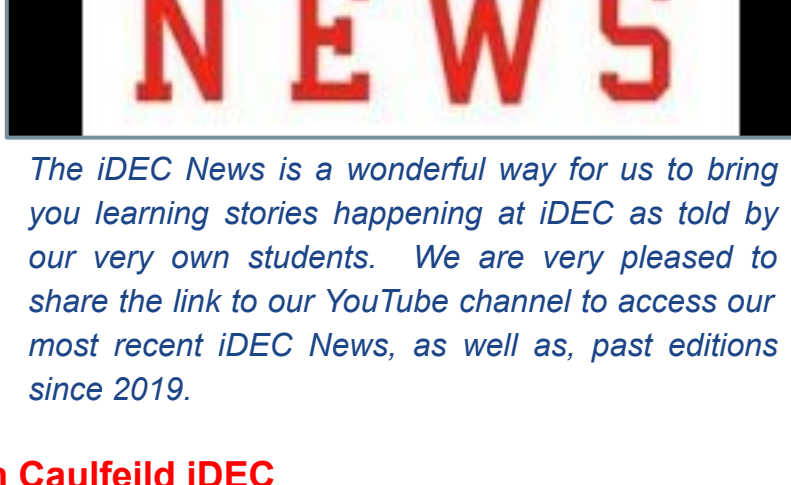 NEWS
The iDEC News is a wonderful way for us to bring
you learning stories happening at iDEC as told by
our very own students. We are very pleased to
share the link to our YouTube channel to access our
most recent iDEC News, as well as, past editions
since 2019.
Caulfeild iDEC